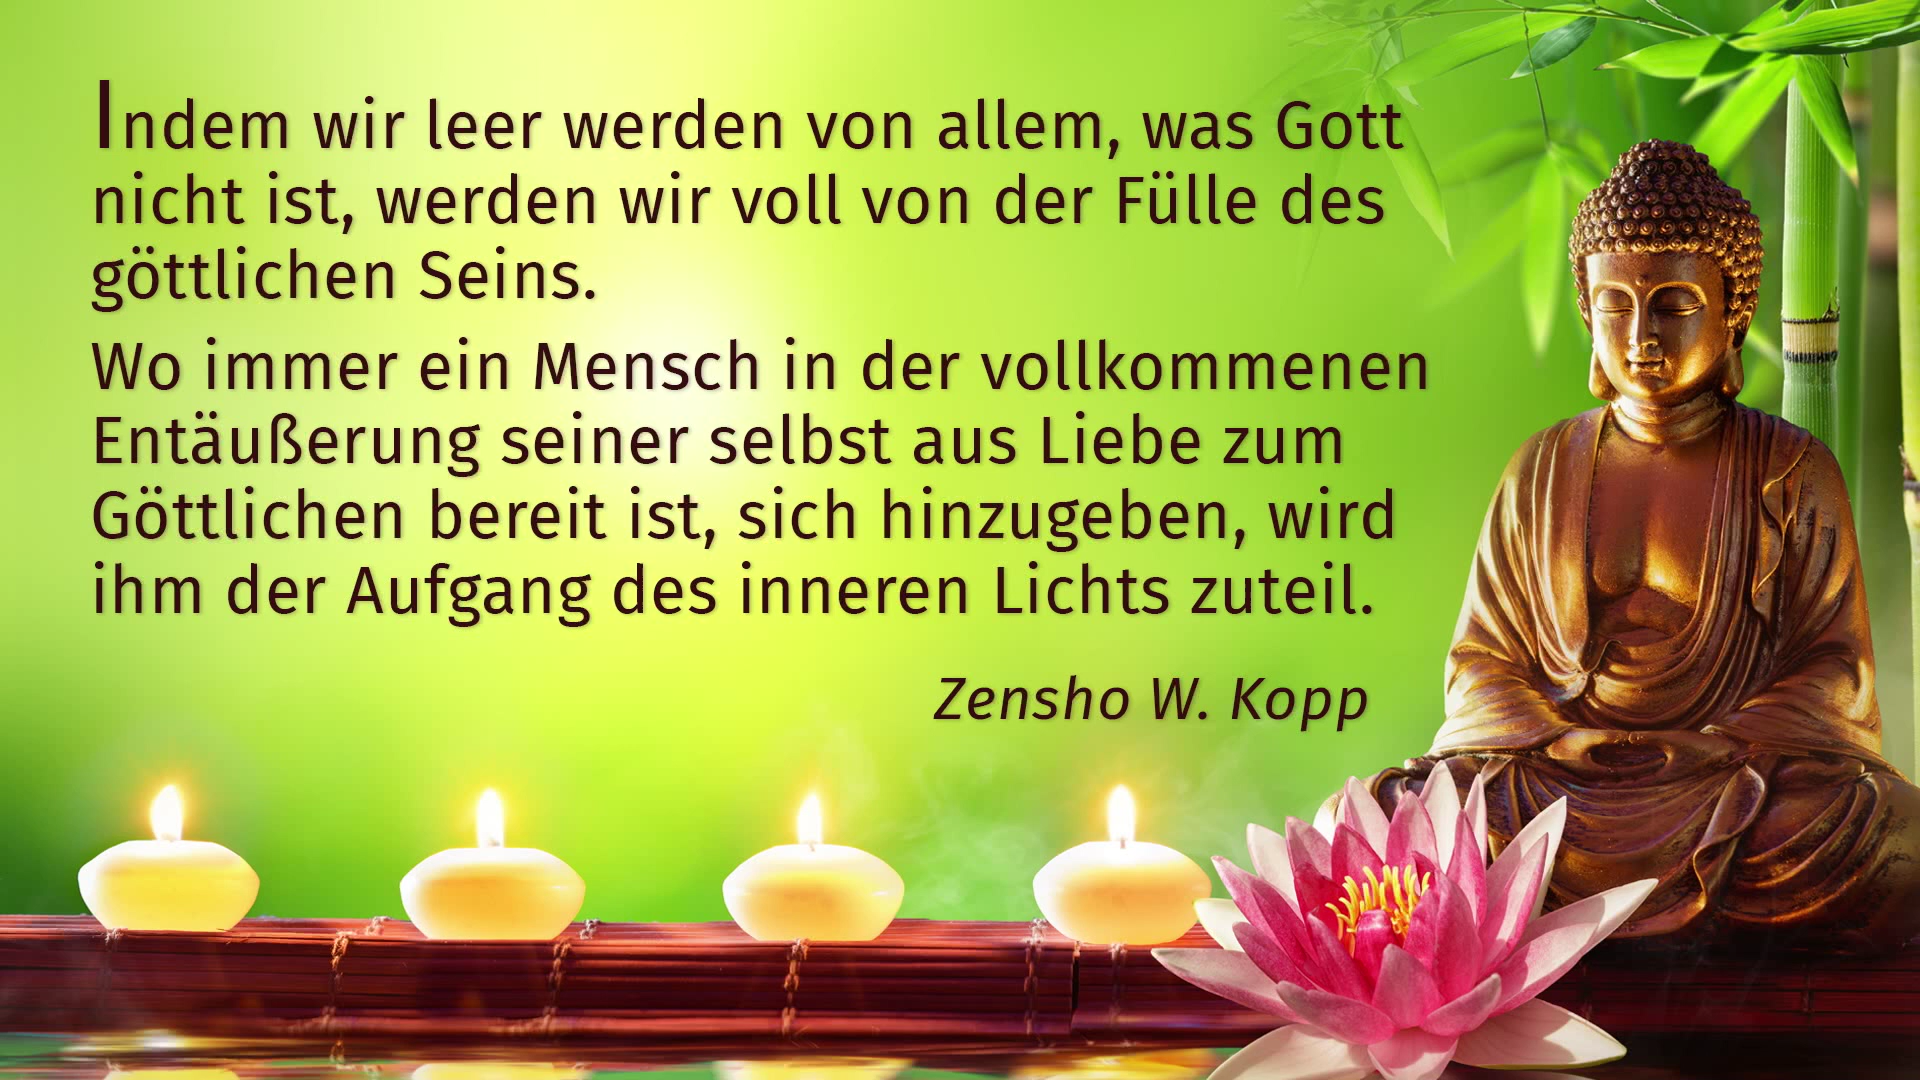 Indem wir leer werden von allem, was Gott
nicht ist, werden wir voll von der Fülle des
göttlichen Seins.
Wo immer ein Mensch in der vollkommenen
Entäußerung seiner selbst aus Liebe zum
Göttlichen bereit ist, sich hinzugeben, wird
ihm der Aufgang des inneren Lichts zuteil.
Zensho W. Kopp